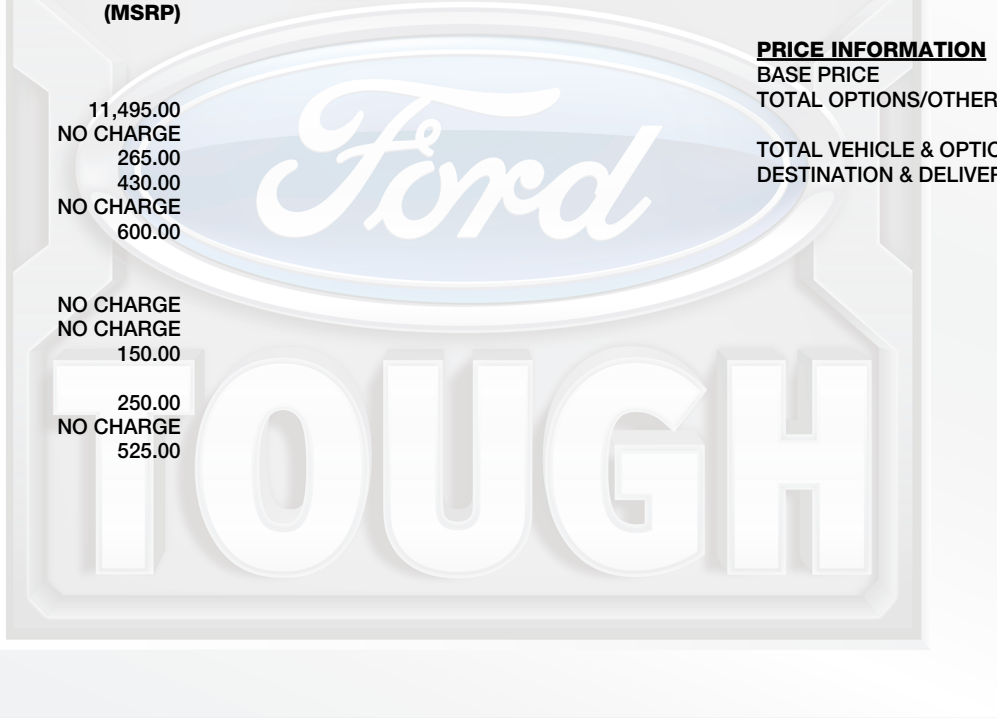 (MSRP)
11,495.00
NO CHARGE
265.00
430.00
NO CHARGE
600.00
NO CHARGE
NO CHARGE
150.00
250.00
NO CHARGE
525.00
PRICE INFORMATION
BASE PRICE
TOTAL OPTIONS/OTHER
TOTAL VEHICLE & OPTIO
DESTINATION & DELIVER
Ford
TOUGH